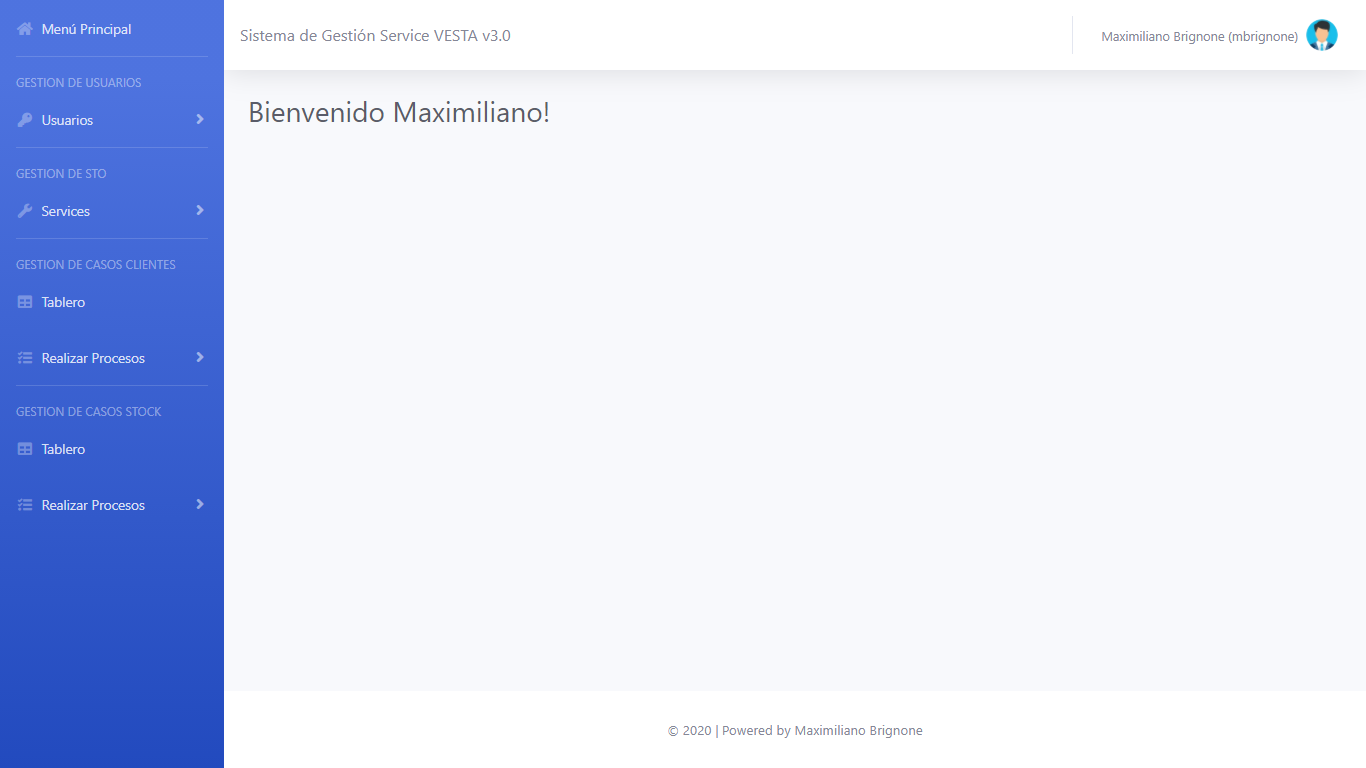 Menú Principal
GESTION DE USUARIOS
Usuarios
GESTION DE STO
Services
GESTION DE CASOS CLIENTES
Tablero
Realizar Procesos
GESTION DE CASOS STOCK
Tablero
Realizar Procesos
Sistema de Gestión Service VESTA v3.0
Maximiliano Brignone (mbrignone)
Bienvenido Maximiliano!
© 2020 | Powered by Maximiliano Brignone